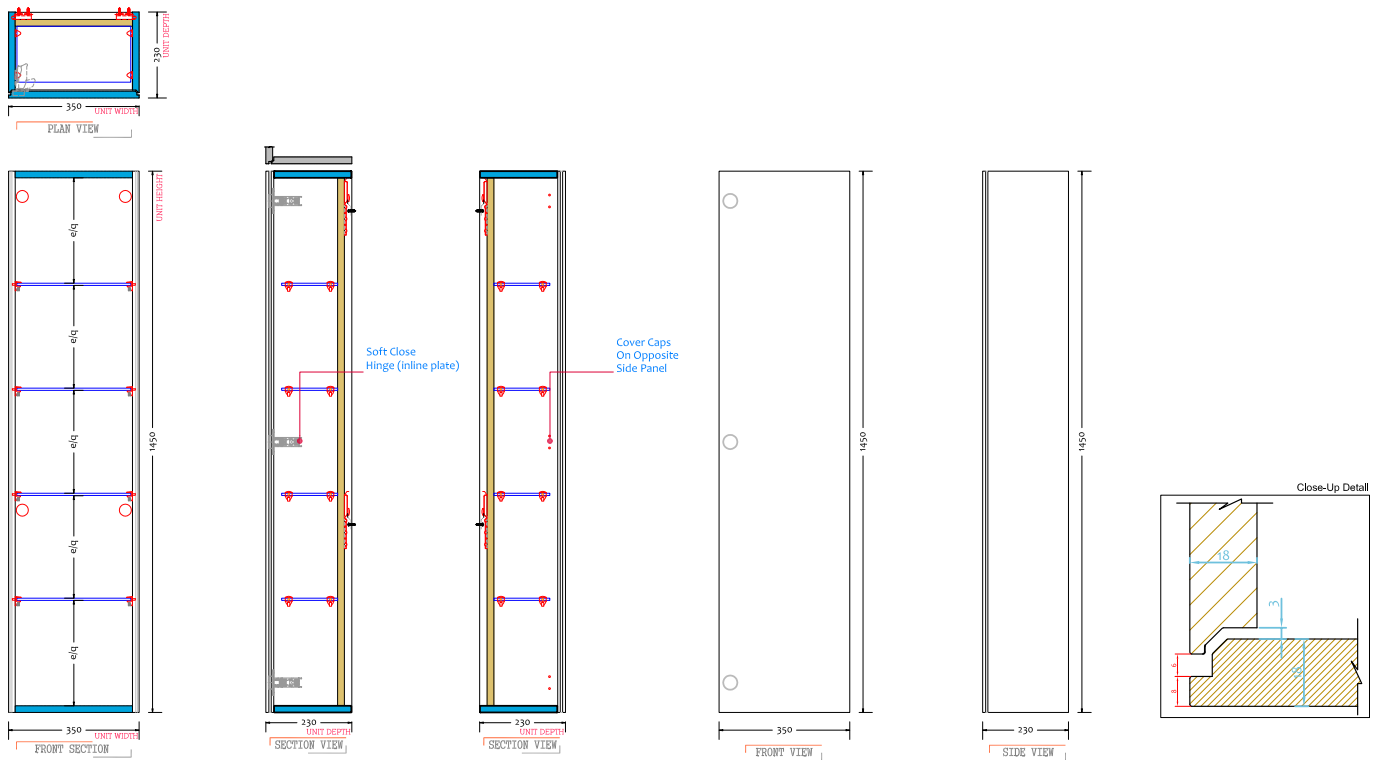 230
UNIT DEPTH
350
UNIT WIDTH
PLAN VIEW
UNIT HEIGHT
e/q
e/q
e/q
e/q
e/q
1450
350
UNIT WIDTH
FRONT SECTION
Soft Close
Hinge (inline plate)
230
UNIT DEPTH
SECTION VIEW
Cover Caps
On Opposite
Side Panel
230
UNIT DEPTH
SECTION VIEW
1450
350
FRONT VIEW
1450
230
SIDE VIEW
Close-Up Detail
18
3
6
8
18